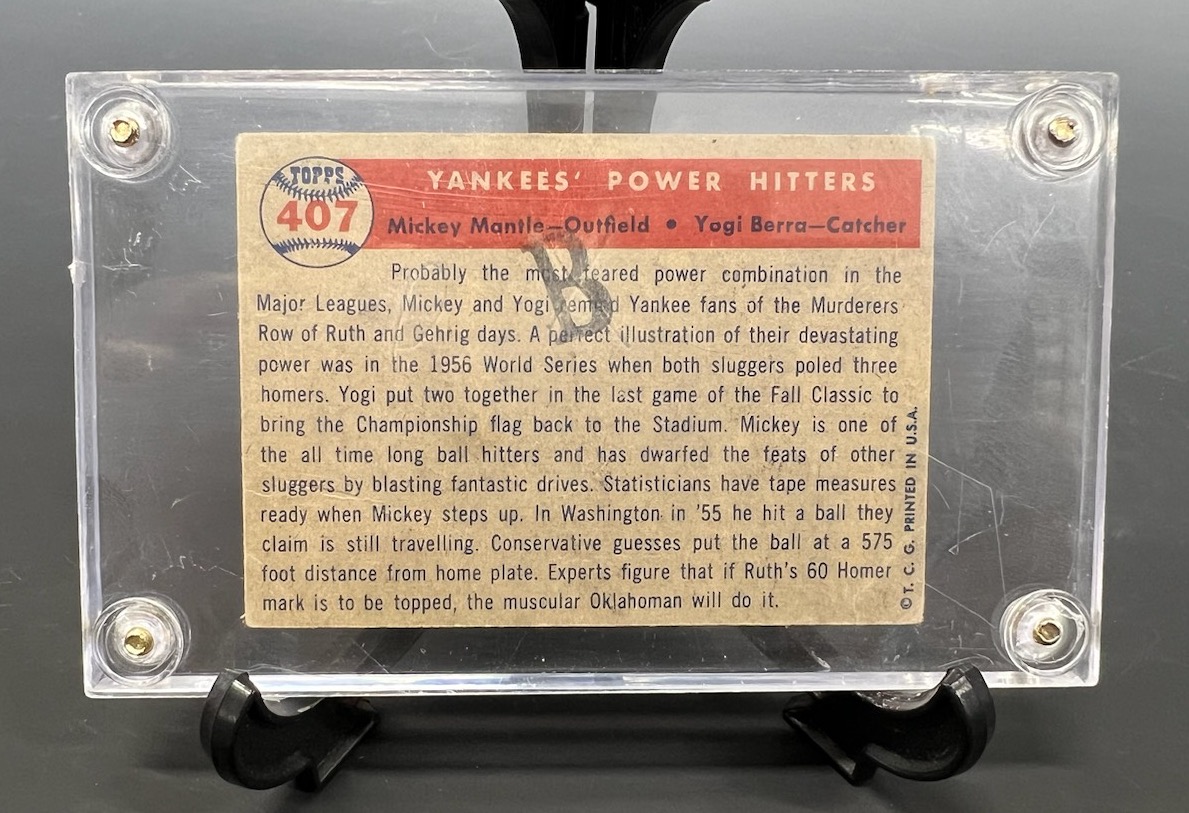 TOPPS
407
YANKEES' POWER HITTERS
Mickey Mantle—Outfield • Yogi Berra—Catcher
B
Probably the most feared power combination in the
Major Leagues, Mickey and Yogi remind Yankee fans of the Murderers
Row of Ruth and Gehrig days. A perfect illustration of their devastating
power was in the 1956 World Series when both sluggers poled three
homers. Yogi put two together in the last game of the Fall Classic to
bring the Championship flag back to the Stadium. Mickey is one of
the all time long ball hitters and has dwarfed the feats of other
sluggers by blasting fantastic drives. Statisticians have tape measures
ready when Mickey steps up. In Washington in '55 he hit a ball they
claim is still travelling. Conservative guesses put the ball at a 575
foot distance from home plate. Experts figure that if Ruth's 60 Homer
mark is to be topped, the muscular Oklahoman will do it.
© T. C. G. PRINTED IN U.S.A.